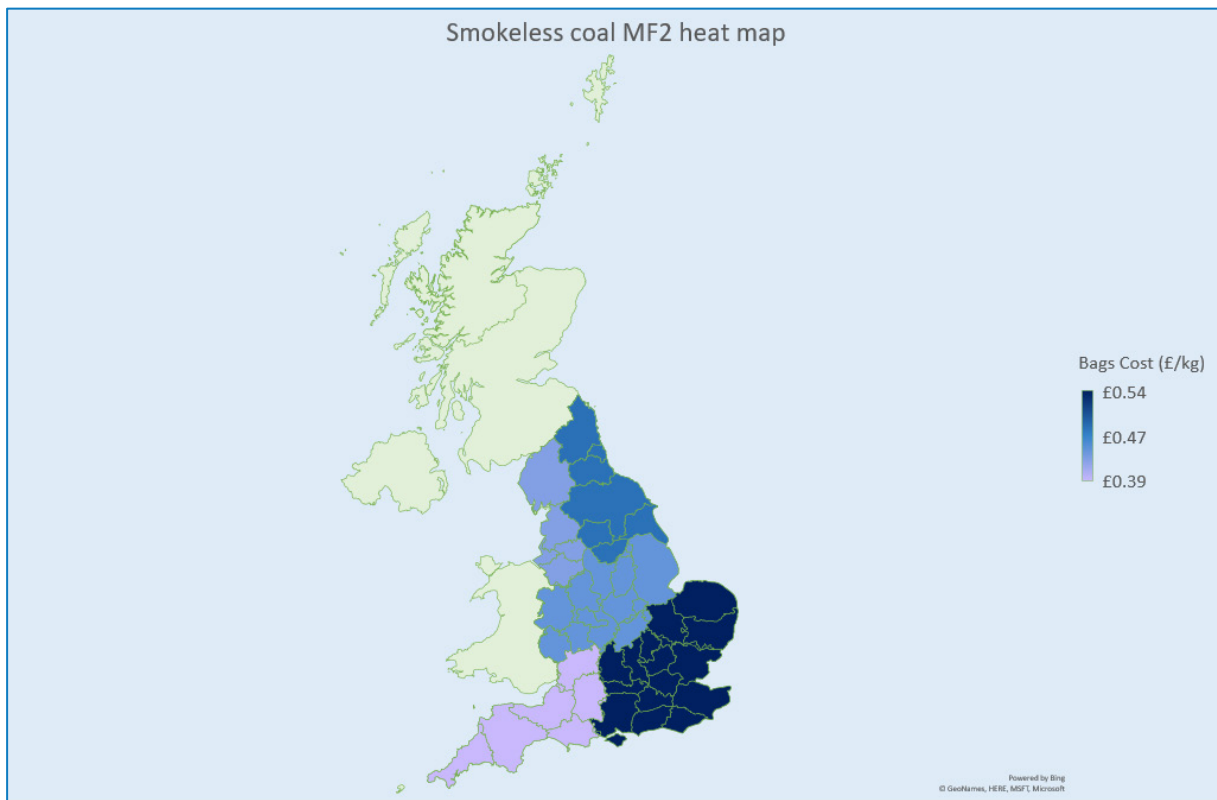 Smokeless coal MF2 heat map
Bags Cost (£/kg)
£0.54
£0.47
£0.39
Powered by Bing
© GeoNames, HERE, MSFT, Microsoft